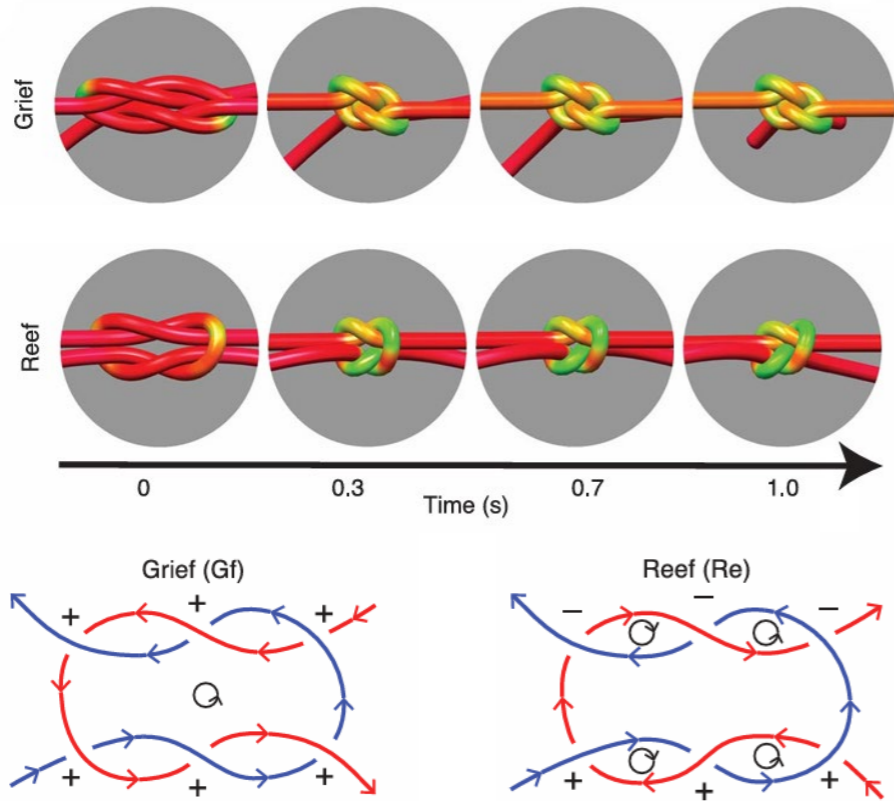 Grief
Reef
0 0.3 0.7 1.0
Time (s)
Grief (Gf) Reef (Re)
+ + + − − −
+ + + + + +